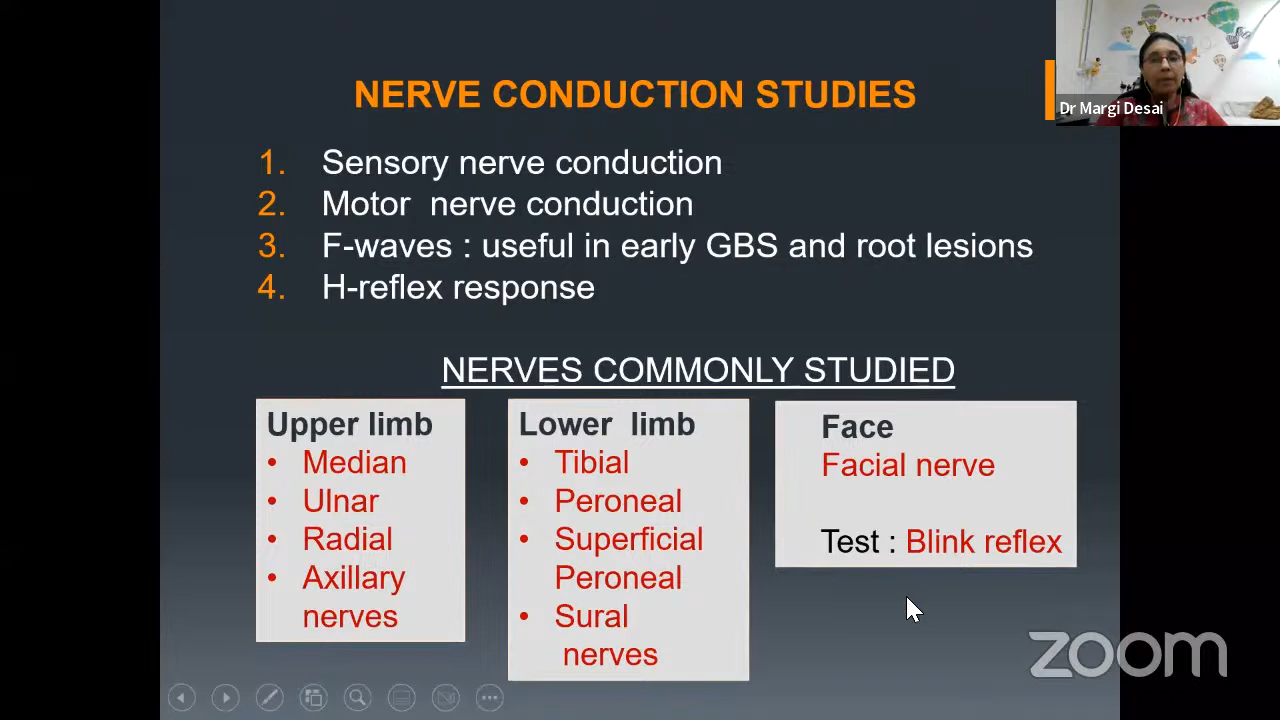 NERVE CONDUCTION STUDIES
Dr Margi Desai
1. Sensory nerve conduction
2. Motor nerve conduction
3. F-waves : useful in early GBS and root lesions
4. H-reflex response
NERVES COMMONLY STUDIED
Upper limb
• Median
• Ulnar
• Radial
• Axillary
nerves
Lower limb
• Tibial
• Peroneal
• Superficial
Peroneal
• Sural
nerves
Face
Facial nerve
Test : Blink reflex
zoom